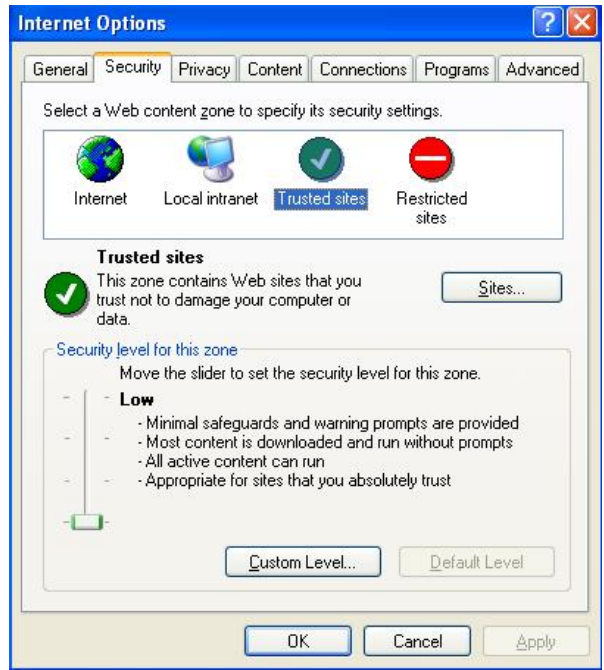 Internet Options
General Security Privacy Content Connections Programs Advanced
Select a Web content zone to specify its security settings.
Internet Local intranet Trusted sites Restricted
sites
Trusted sites
This zone contains Web sites that you
trust not to damage your computer or
data.
Sites...
Security level for this zone
Move the slider to set the security level for this zone.
Low
- Minimal safeguards and warning prompts are provided
- Most content is downloaded and run without prompts
- All active content can run
- Appropriate for sites that you absolutely trust
Custom Level... Default Level
OK Cancel Apply